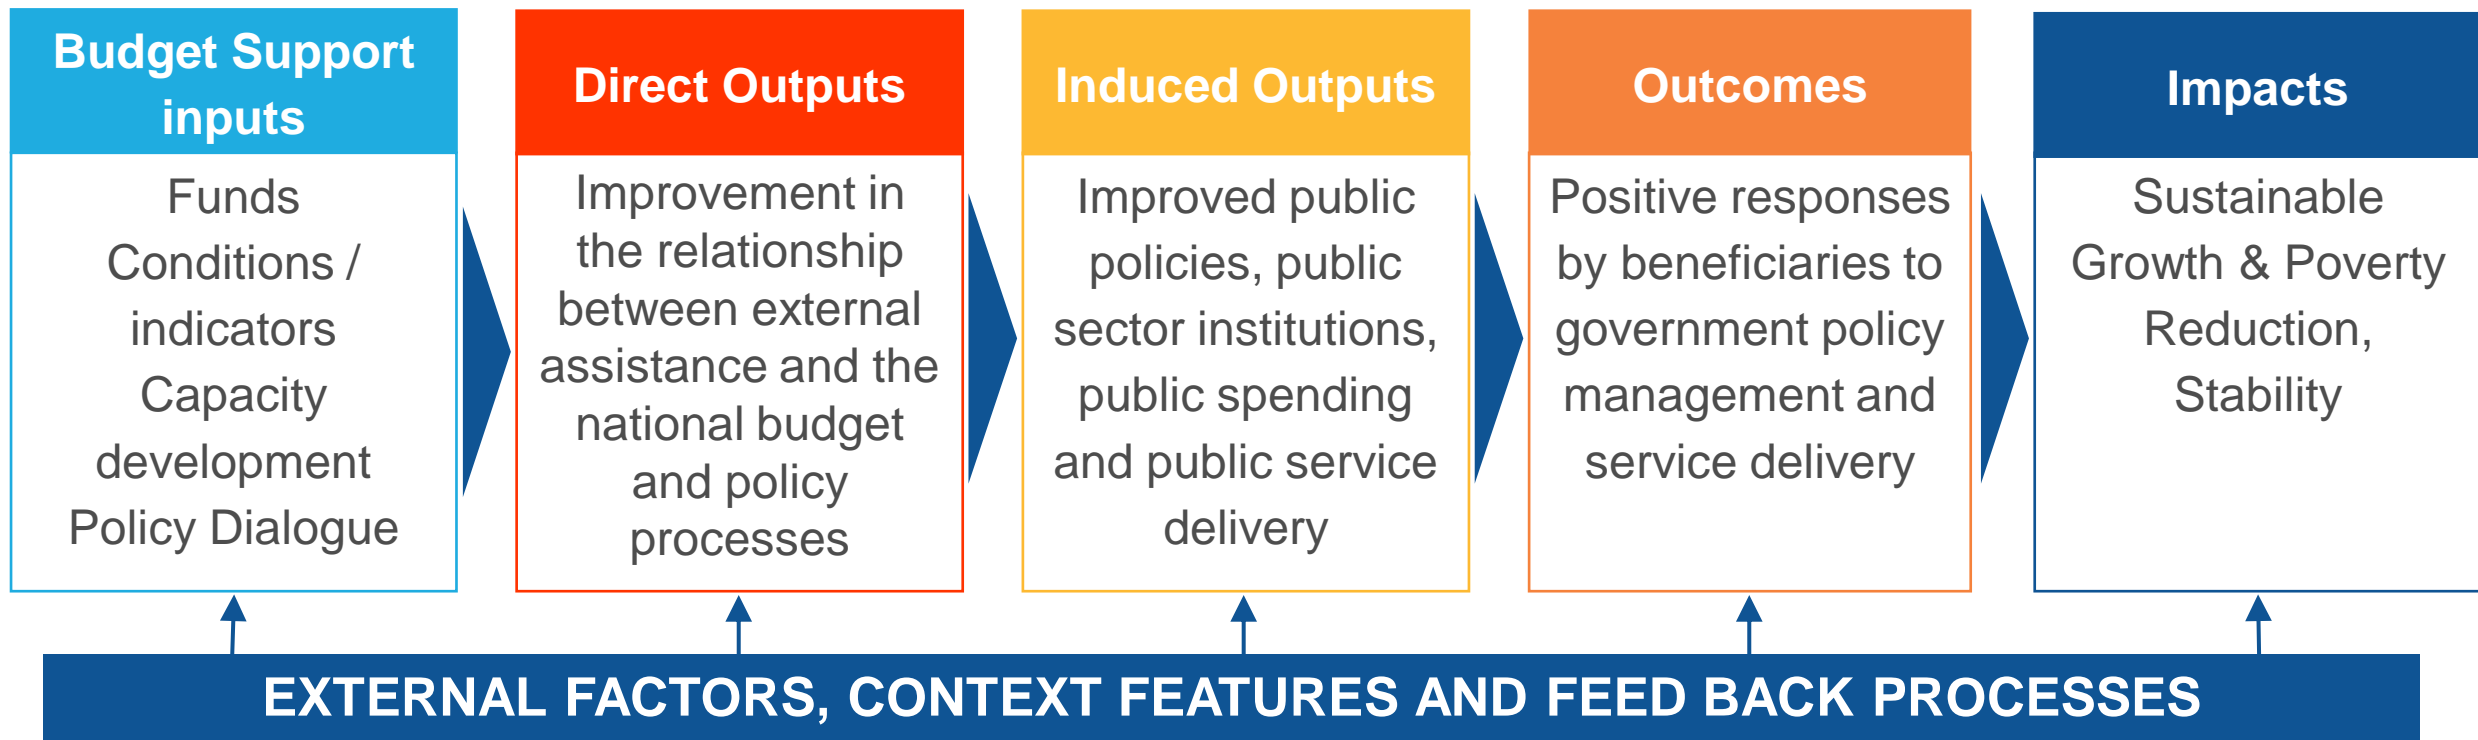 Budget Support
inputs
Funds
Conditions /
indicators
Capacity
development
Policy Dialogue
Direct Outputs
Improvement in
the relationship
between external
assistance and the
national budget
and policy
processes
Induced Outputs
Improved public
policies, public
sector institutions,
public spending
and public service
delivery
Outcomes
Positive responses
by beneficiaries to
government policy
management and
service delivery
Impacts
Sustainable
Growth & Poverty
Reduction,
Stability
EXTERNAL FACTORS, CONTEXT FEATURES AND FEED BACK PROCESSES